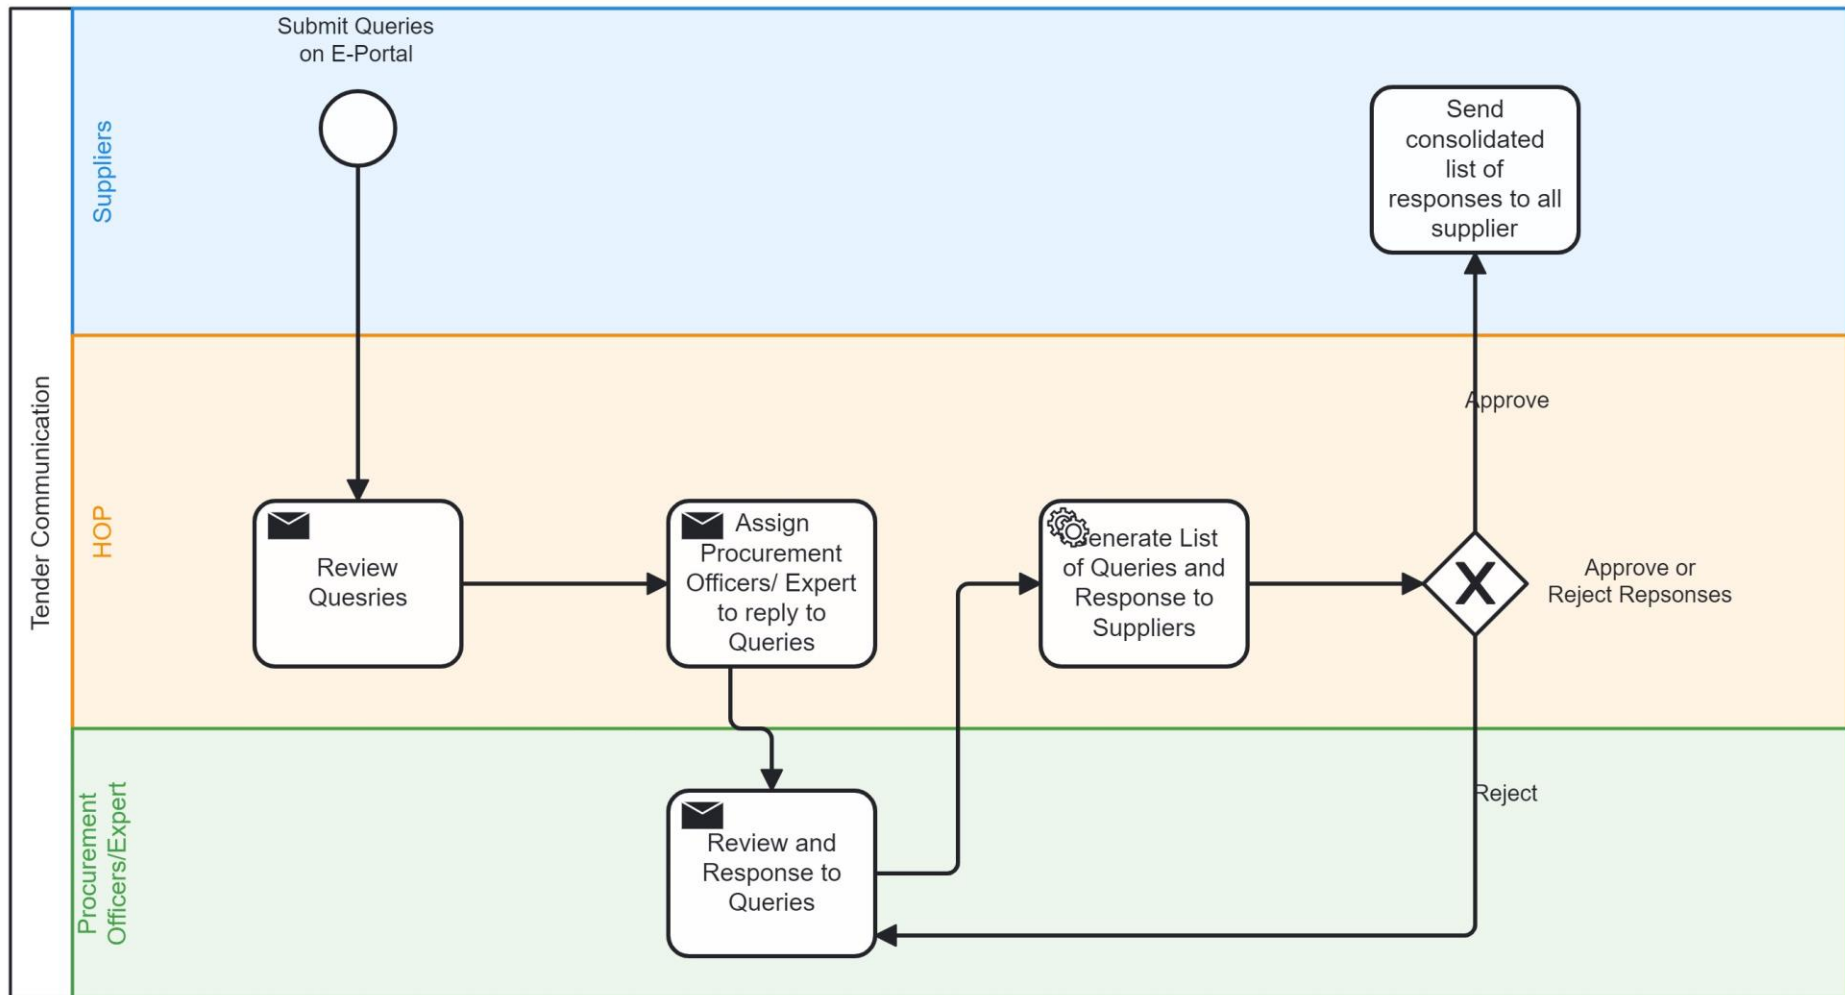 Submit Queries
on E-Portal
Send
consolidated
list of
responses to all
supplier
Suppliers
Tender Communication
HOP
Approve
Review
Quesries
Assign
Procurement
Officers/ Expert
to reply to
Queries
Generate List
of Queries and
Response to
Suppliers
X
Approve or
Reject Repsonses
Procurement
Officers/Expert
Review and
Response to
Queries
Reject